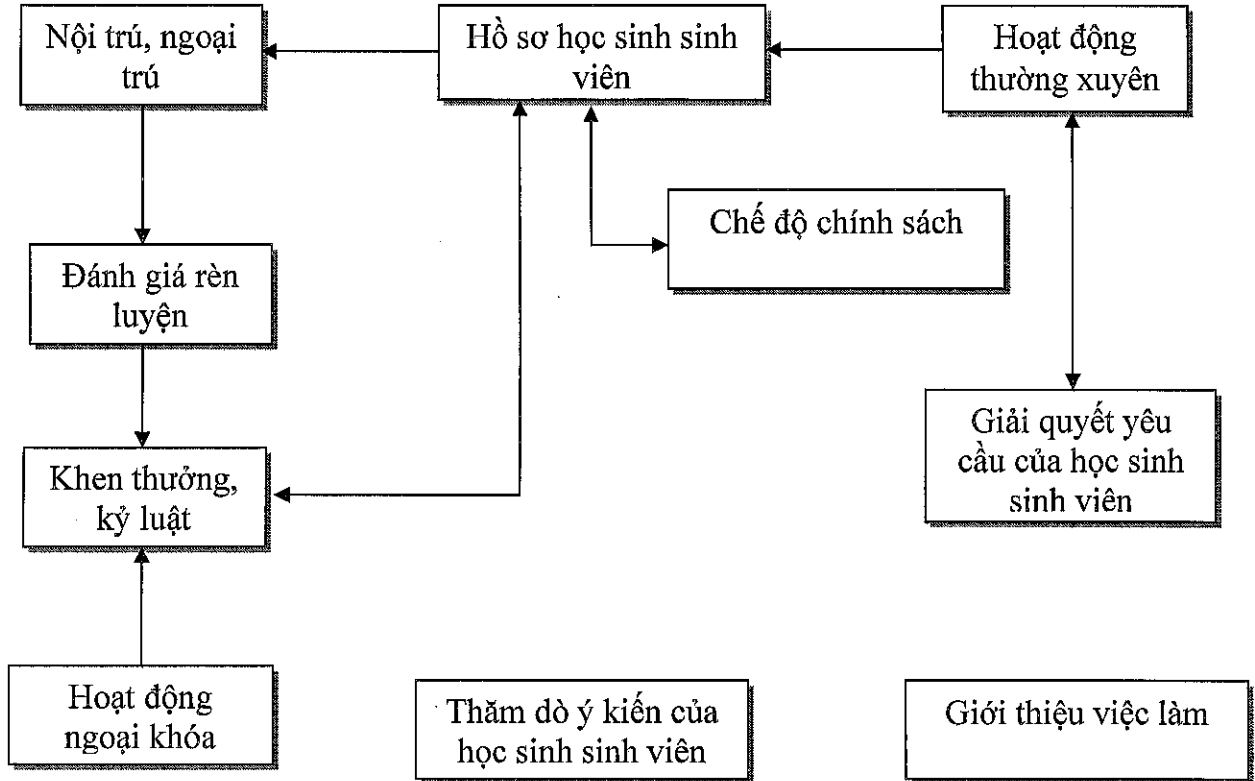 Nội trú, ngoại
trú
Hồ sơ học sinh sinh
viên
Hoạt động
thường xuyên
Chế độ chính sách
Đánh giá rèn
luyện
Giải quyết yêu
cầu của học sinh
sinh viên
Khen thưởng,
kỷ luật
Hoạt động
ngoại khóa
Thăm dò ý kiến của
học sinh sinh viên
Giới thiệu việc làm